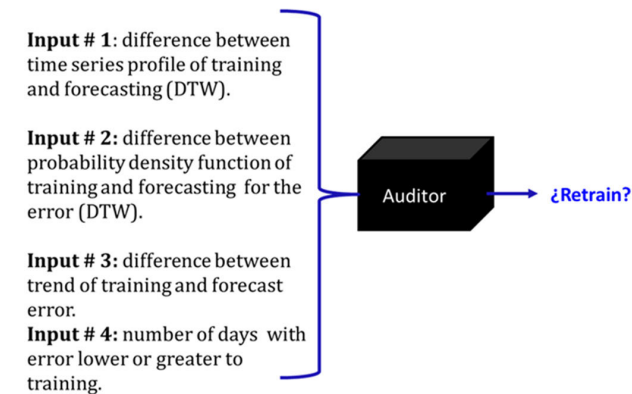 Input # 1: difference between
time series profile of training
and forecasting (DTW).
Input # 2: difference between
probability density function of
training and forecasting for the
error (DTW).
Input # 3: difference between
trend of training and forecast
error.
Input # 4: number of days with
error lower or greater to
training.
Auditor
¿Retrain?